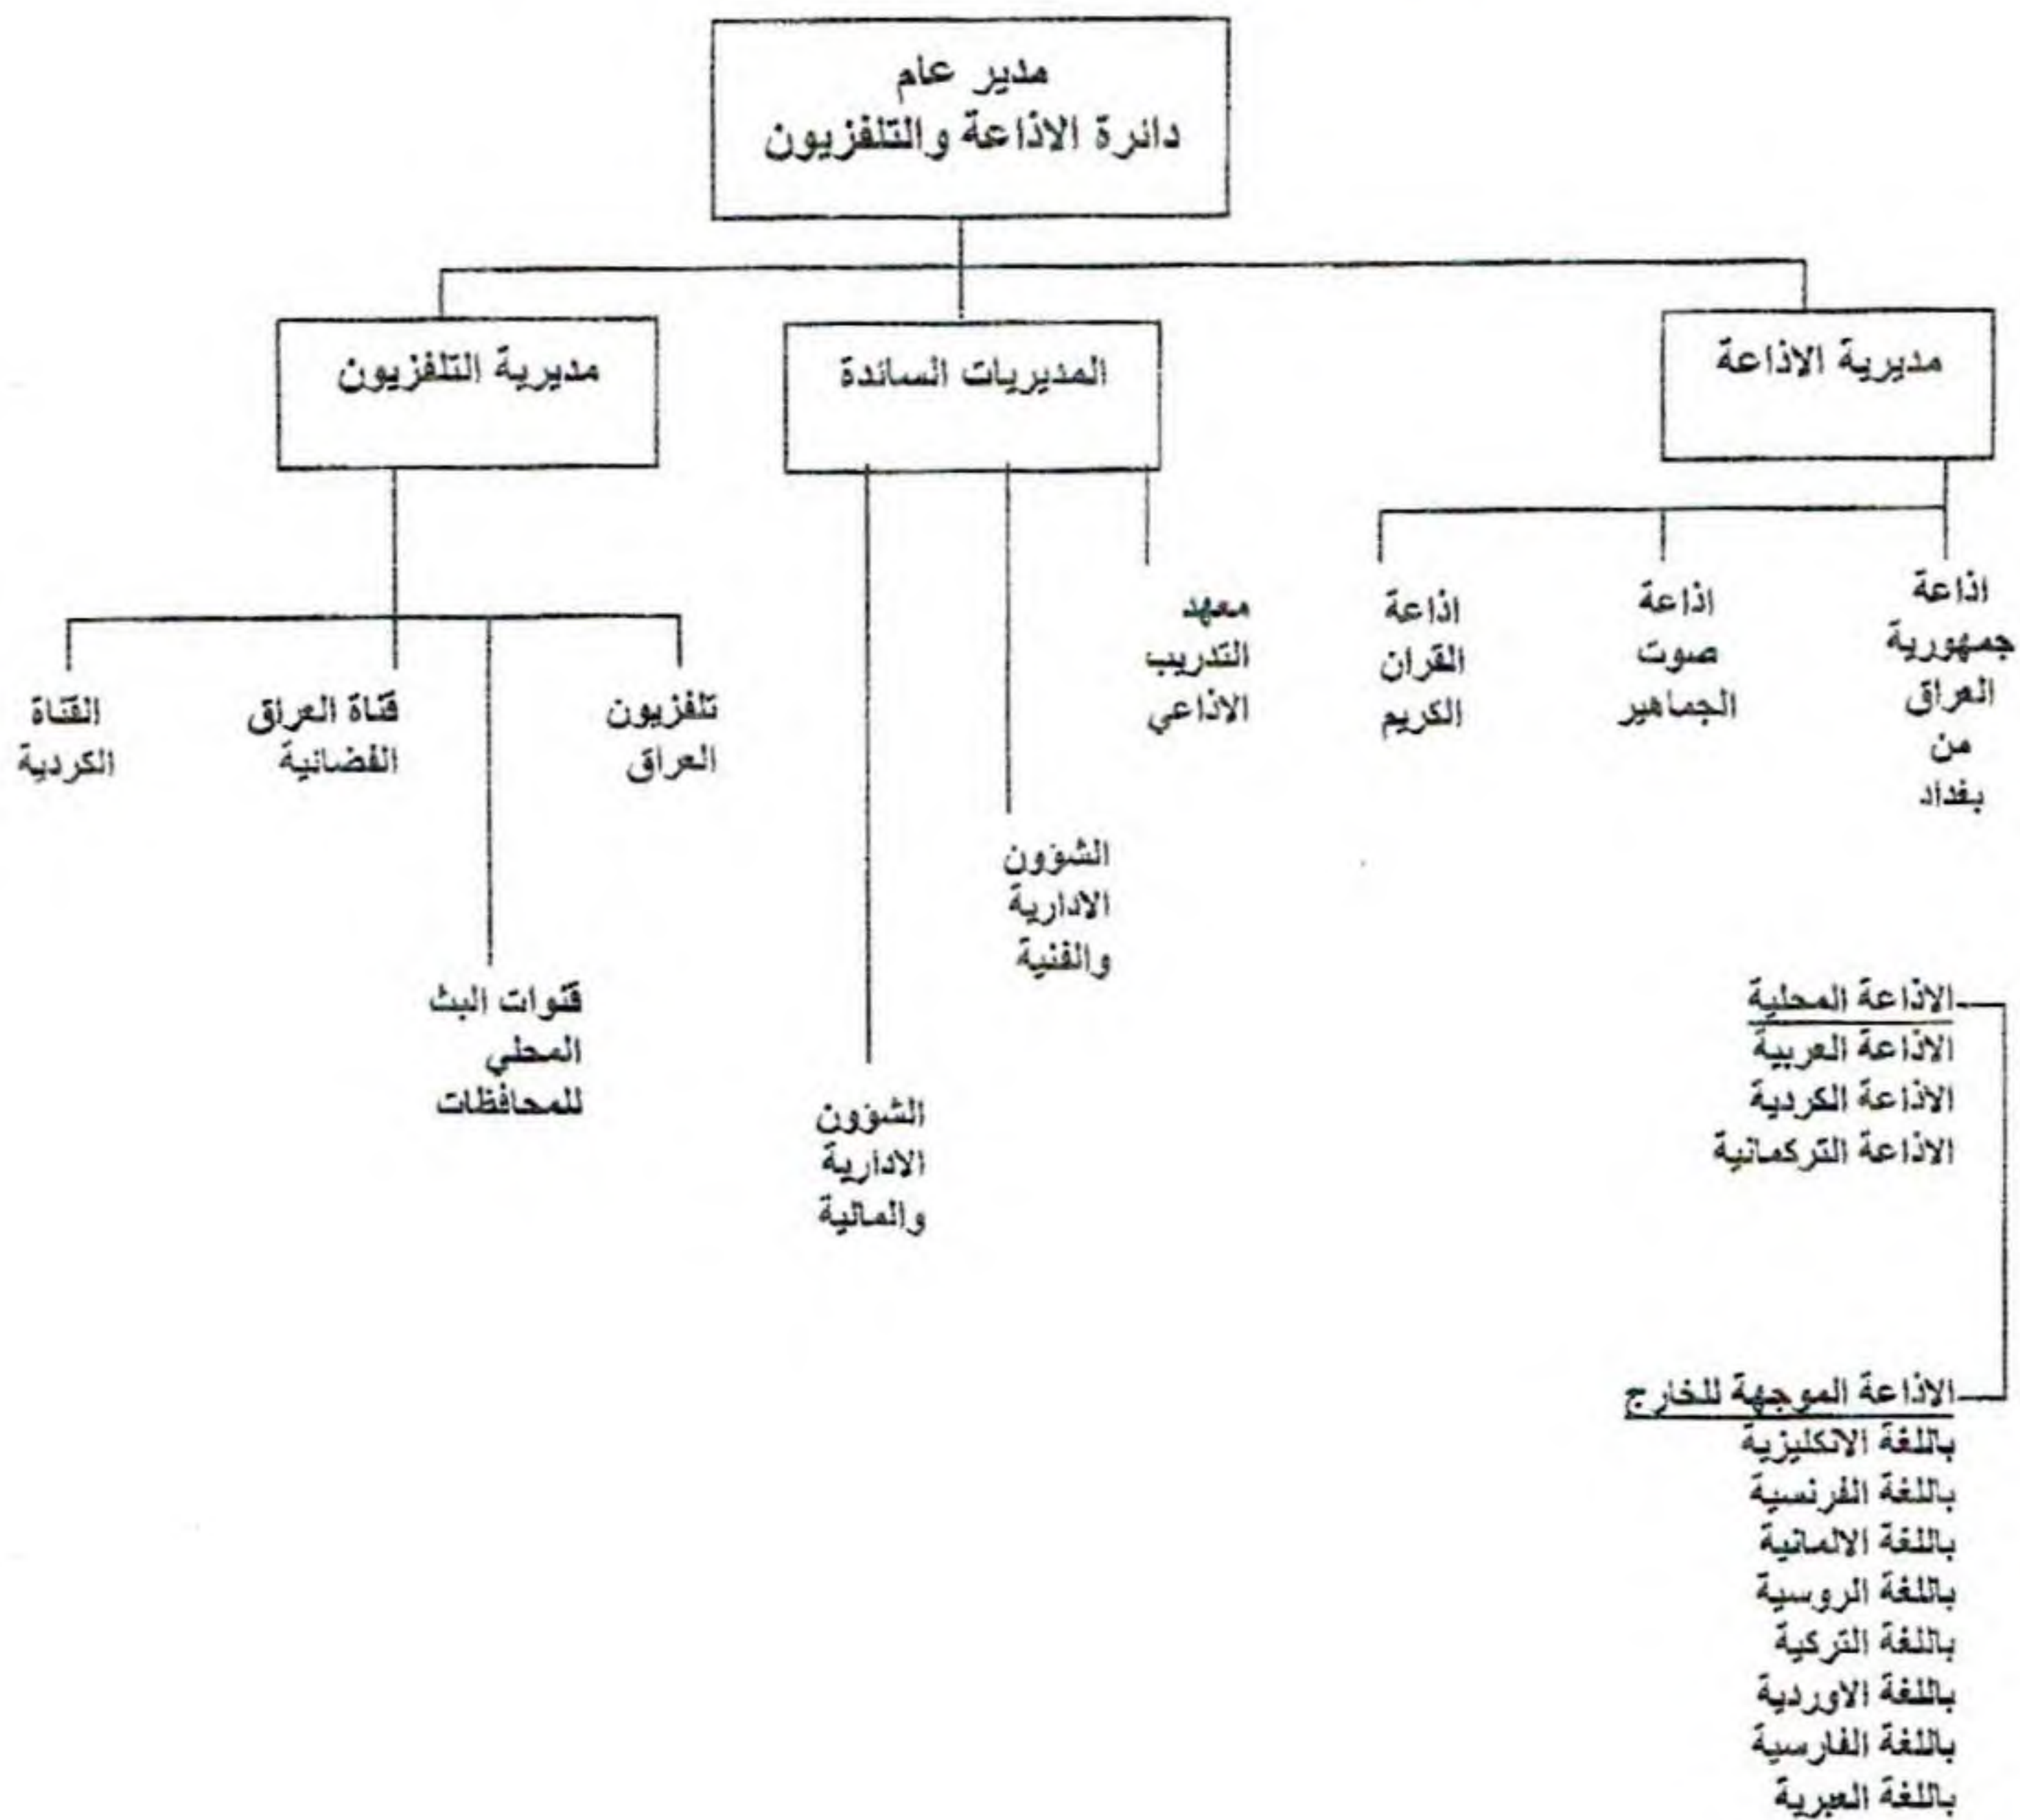 مدير عام
دائرة الاذاعة والتلفزيون
مديرية الاذاعة
المديريات الساندة
مديرية التلفزيون
اذاعة
جمهورية
العراق
من
بغداد
اذاعة
صوت
الجماهير
اذاعة
القران
الكريم
معهد
التدريب
الاذاعي
الشؤون
الادارية
والفنية
الشؤون
الادارية
والمالية
تلفزيون
العراق
قناة العراق
الفضائية
القناة
الكردية
قنوات البث
المحلي
للمحافظات
الاذاعة المحلية
الاذاعة العربية
الاذاعة الكردية
الاذاعة التركمانية
الاذاعة الموجهة للخارج
باللغة الانكليزية
باللغة الفرنسية
باللغة الالمانية
باللغة الروسية
باللغة التركية
باللغة الاوردية
باللغة الفارسية
باللغة العبرية